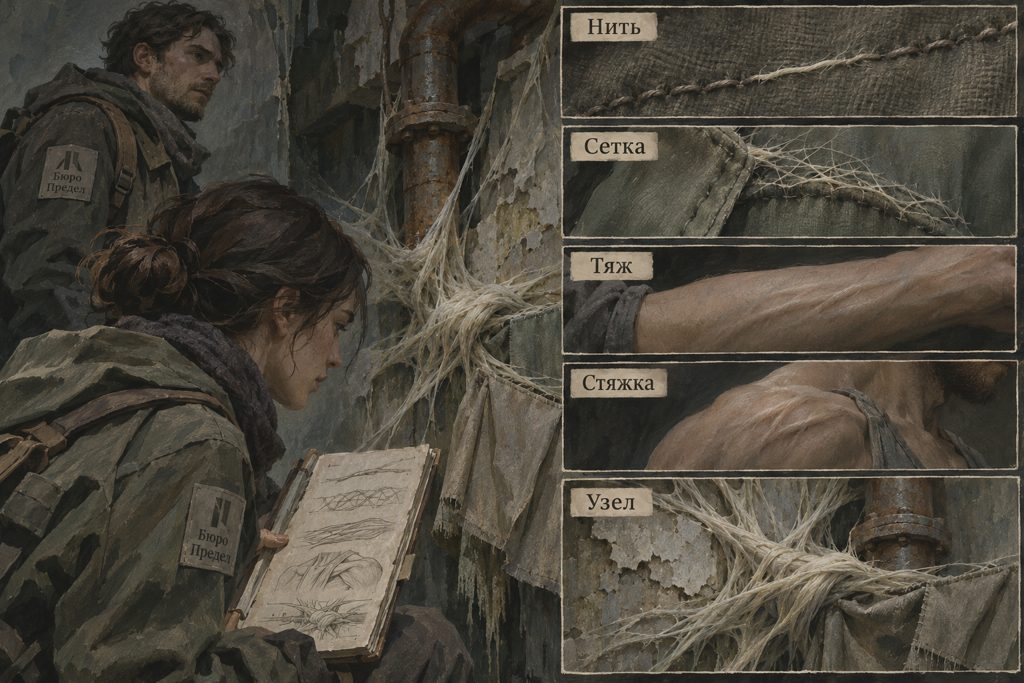 Бюро
Предел
Бюро
Предел
Нить
Сетка
Тяж
Стяжка
Узел